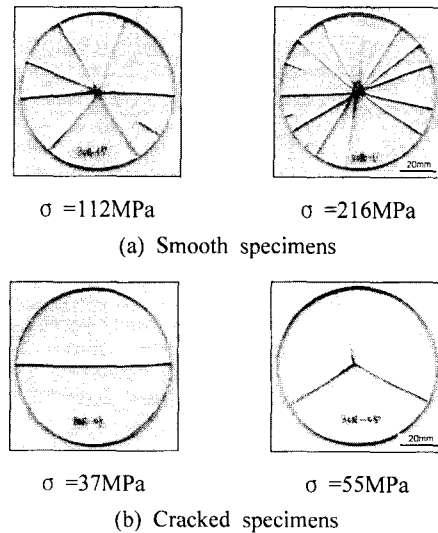 20mm
σ =112MPa
σ =216MPa
(a) Smooth specimens
20mm
σ =37MPa
σ =55MPa
(b) Cracked specimens